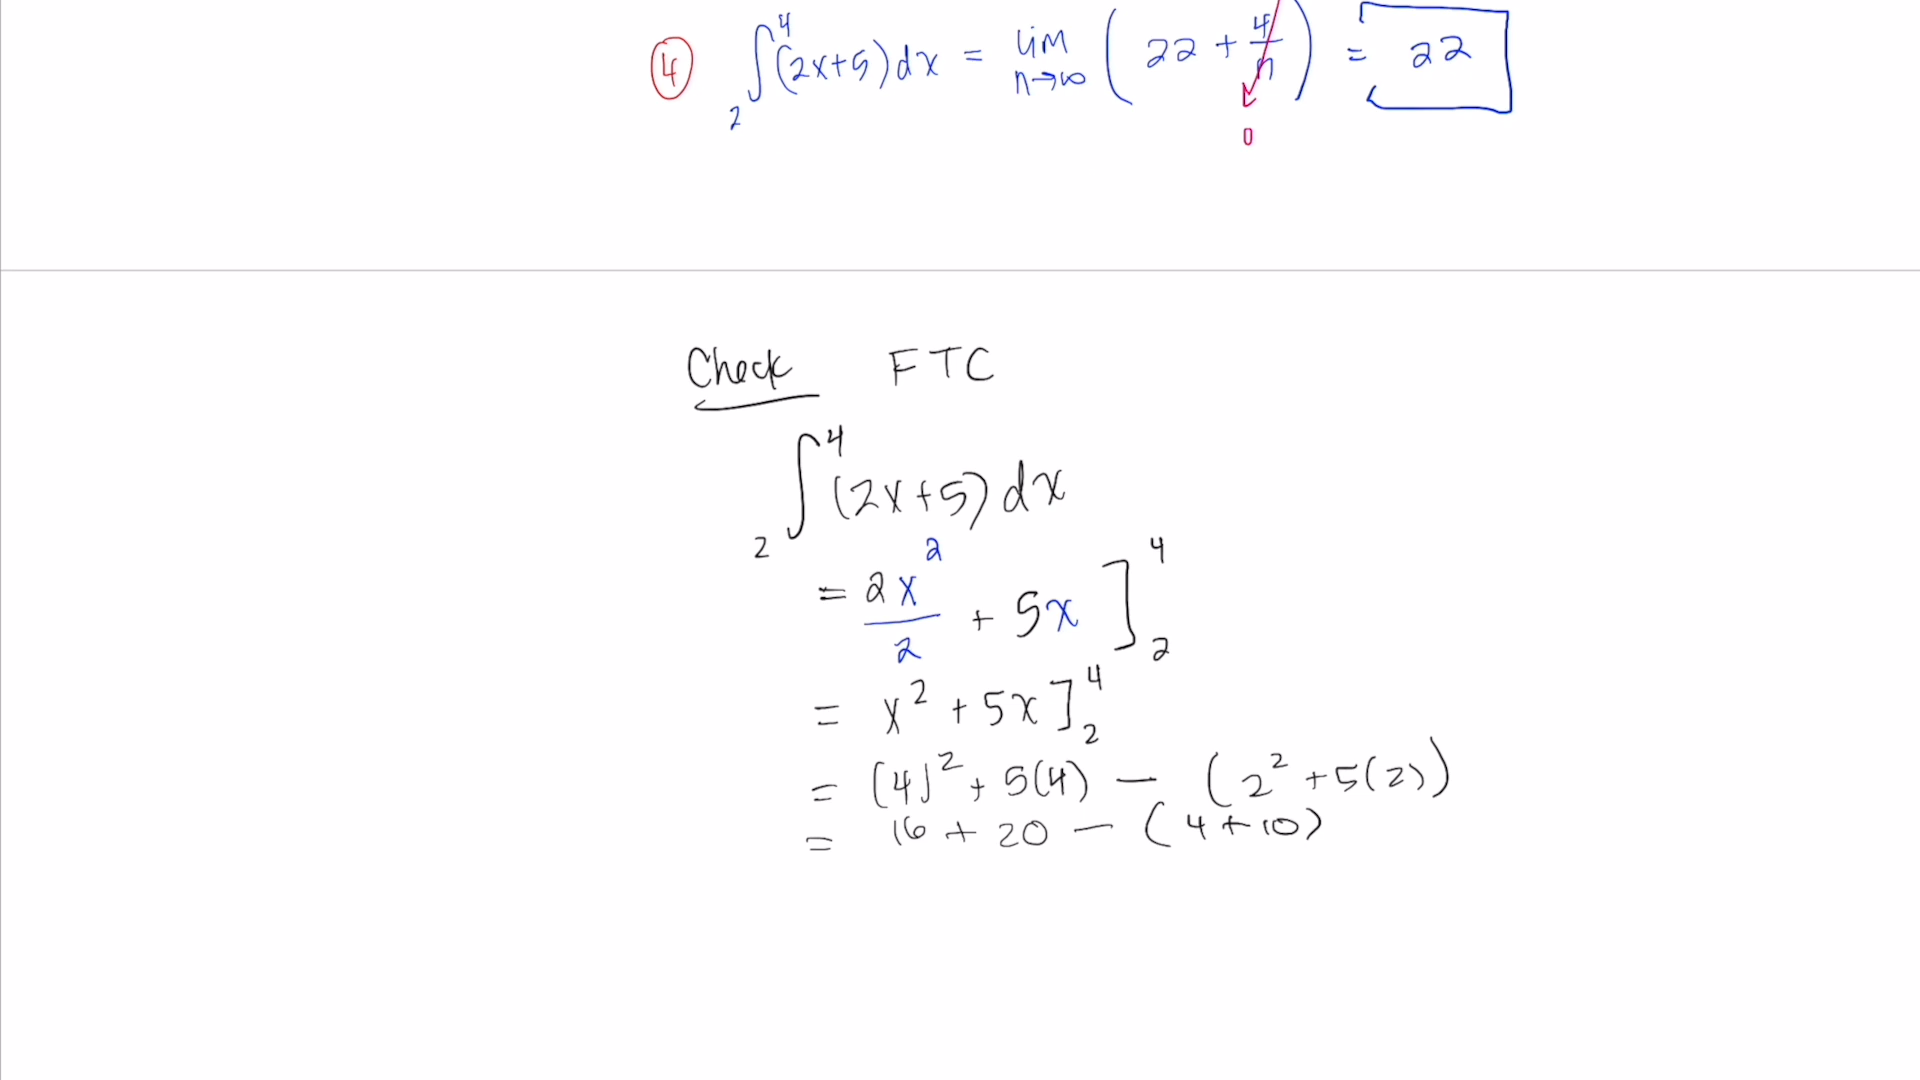 ④ ∫₂⁴ (2x+5)dx = lim n→∞ ( 22 + 4/n ) = 22
0
Check FTC
∫₂⁴ (2x+5) dx
= 2x²/2 + 5x ]₂⁴
= x² + 5x ]₂⁴
= (4)² + 5(4) − (2² + 5(2))
= 16 + 20 − (4 + 10)